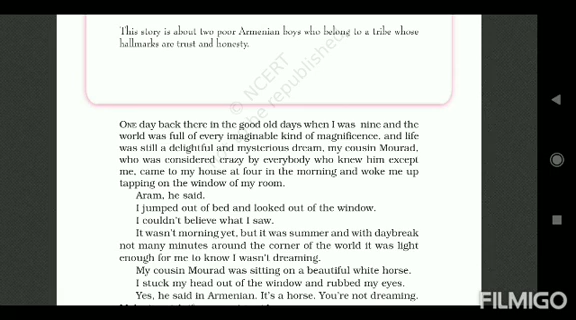 This story is about two poor Armenian boys who belong to a tribe whose
hallmarks are trust and honesty.
© NCERT
be republished
ONE day back there in the good old days when I was nine and the
world was full of every imaginable kind of magnificence, and life
was still a delightful and mysterious dream, my cousin Mourad,
who was considered crazy by everybody who knew him except
me, came to my house at four in the morning and woke me up
tapping on the window of my room.
Aram, he said.
I jumped out of bed and looked out of the window.
I couldn't believe what I saw.
It wasn't morning yet, but it was summer and with daybreak
not many minutes around the corner of the world it was light
enough for me to know I wasn't dreaming.
My cousin Mourad was sitting on a beautiful white horse.
I stuck my head out of the window and rubbed my eyes.
Yes, he said in Armenian. It's a horse. You're not dreaming.
FILMIGO